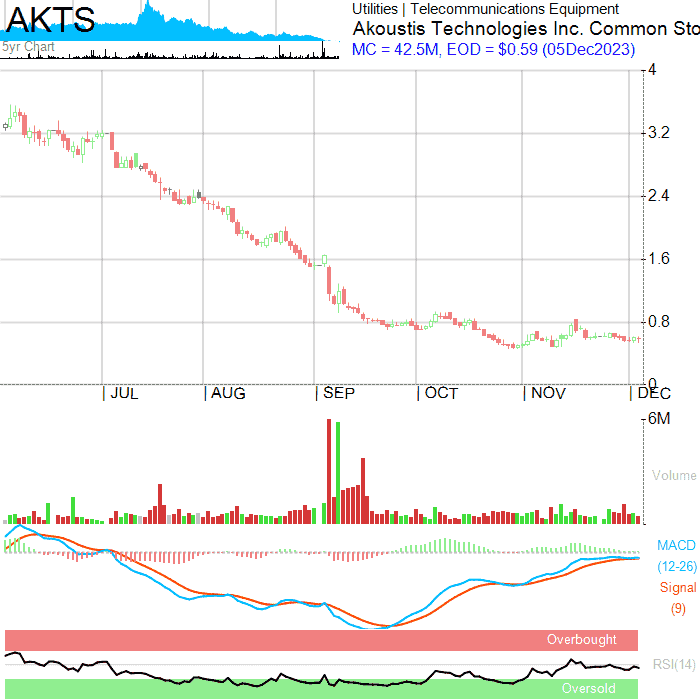 AKTS
5yr Chart
Utilities | Telecommunications Equipment
Akoustis Technologies Inc. Common Sto
MC = 42.5M, EOD = $0.59 (05Dec2023)
4
3.2
2.4
1.6
0.8
0
| JUL | AUG | SEP | OCT | NOV | DEC
6M
Volume
MACD
(12-26)
Signal
(9)
Overbought
RSI(14)
Oversold